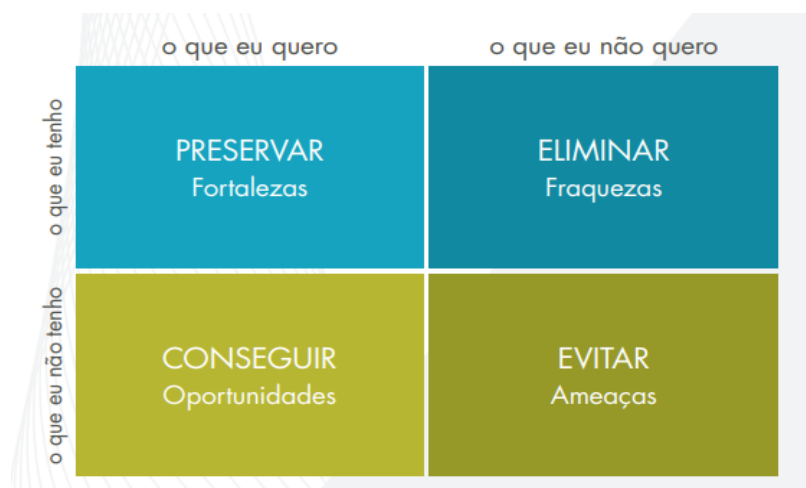 o que eu quero
o que eu não quero
o que eu tenho
PRESERVAR
Fortalezas
ELIMINAR
Fraquezas
o que eu não tenho
CONSEGUIR
Oportunidades
EVITAR
Ameaças